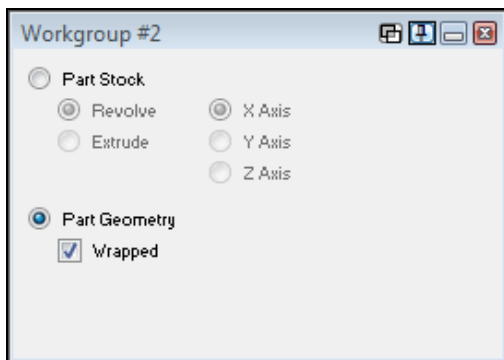 Workgroup #2
Part Stock
Revolve X Axis
Extrude Y Axis
Z Axis
Part Geometry
Wrapped